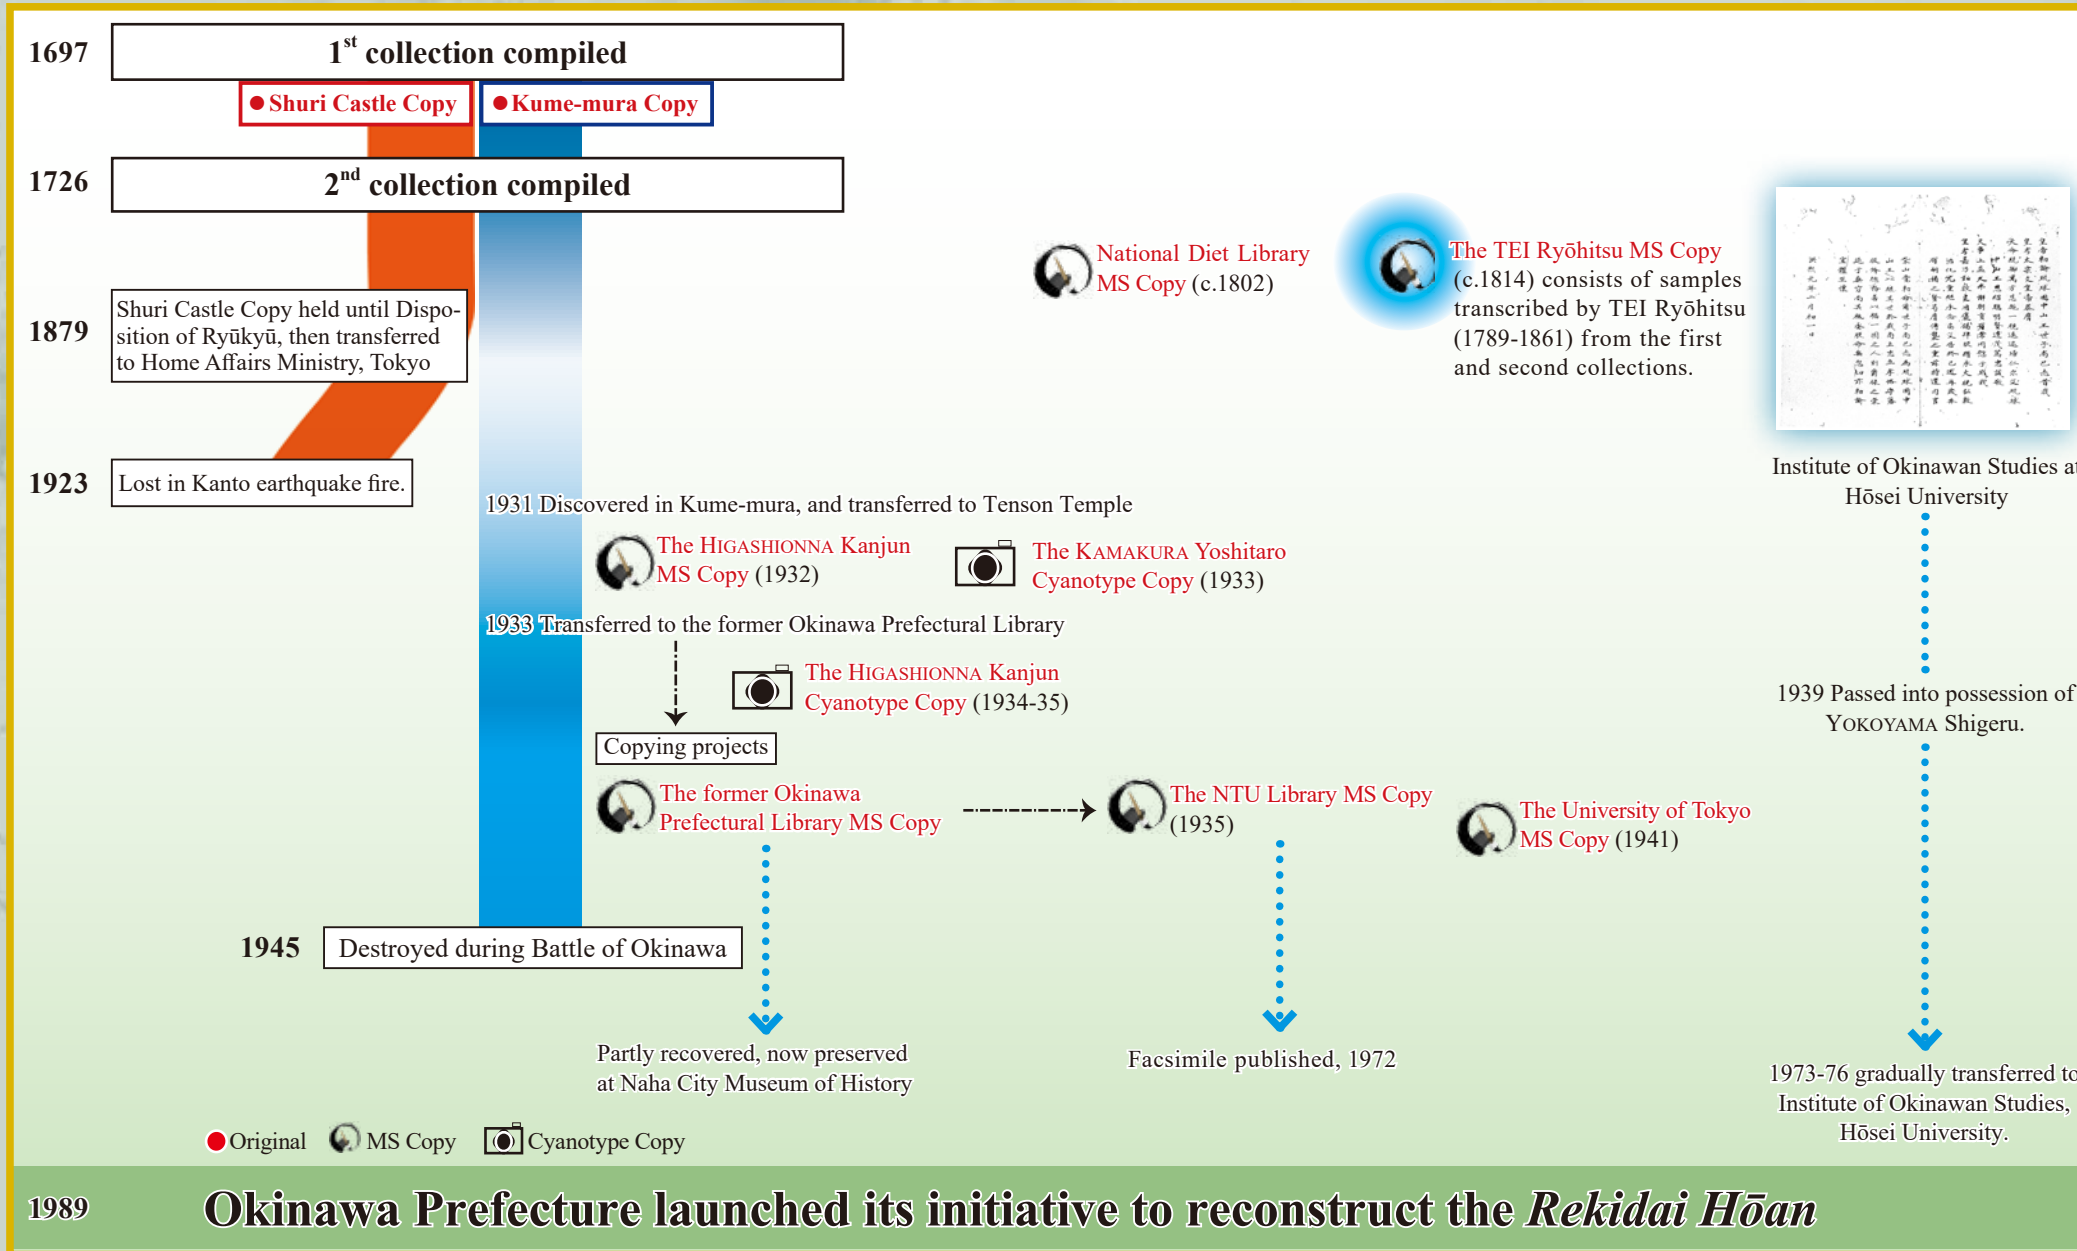 1697
1st collection compiled
● Shuri Castle Copy
● Kume-mura Copy
1726
2nd collection compiled
National Diet Library
MS Copy (c.1802)
The TEI Ryōhitsu MS Copy
(c.1814) consists of samples
transcribed by TEI Ryōhitsu
(1789-1861) from the first
and second collections.
1879
Shuri Castle Copy held until Dispo-
sition of Ryūkyū, then transferred
to Home Affairs Ministry, Tokyo
Institute of Okinawan Studies at
Hōsei University
1923
Lost in Kanto earthquake fire.
1931 Discovered in Kume-mura, and transferred to Tenson Temple
The HIGASHIONNA Kanjun
MS Copy (1932)
The KAMAKURA Yoshitaro
Cyanotype Copy (1933)
1933 Transferred to the former Okinawa Prefectural Library
The HIGASHIONNA Kanjun
Cyanotype Copy (1934-35)
1939 Passed into possession of
YOKOYAMA Shigeru.
Copying projects
The former Okinawa
Prefectural Library MS Copy
The NTU Library MS Copy
(1935)
The University of Tokyo
MS Copy (1941)
1945
Destroyed during Battle of Okinawa
Partly recovered, now preserved
at Naha City Museum of History
Facsimile published, 1972
1973-76 gradually transferred to
Institute of Okinawan Studies,
Hōsei University.
Original
MS Copy
Cyanotype Copy
1989
Okinawa Prefecture launched its initiative to reconstruct the Rekidai Hōan